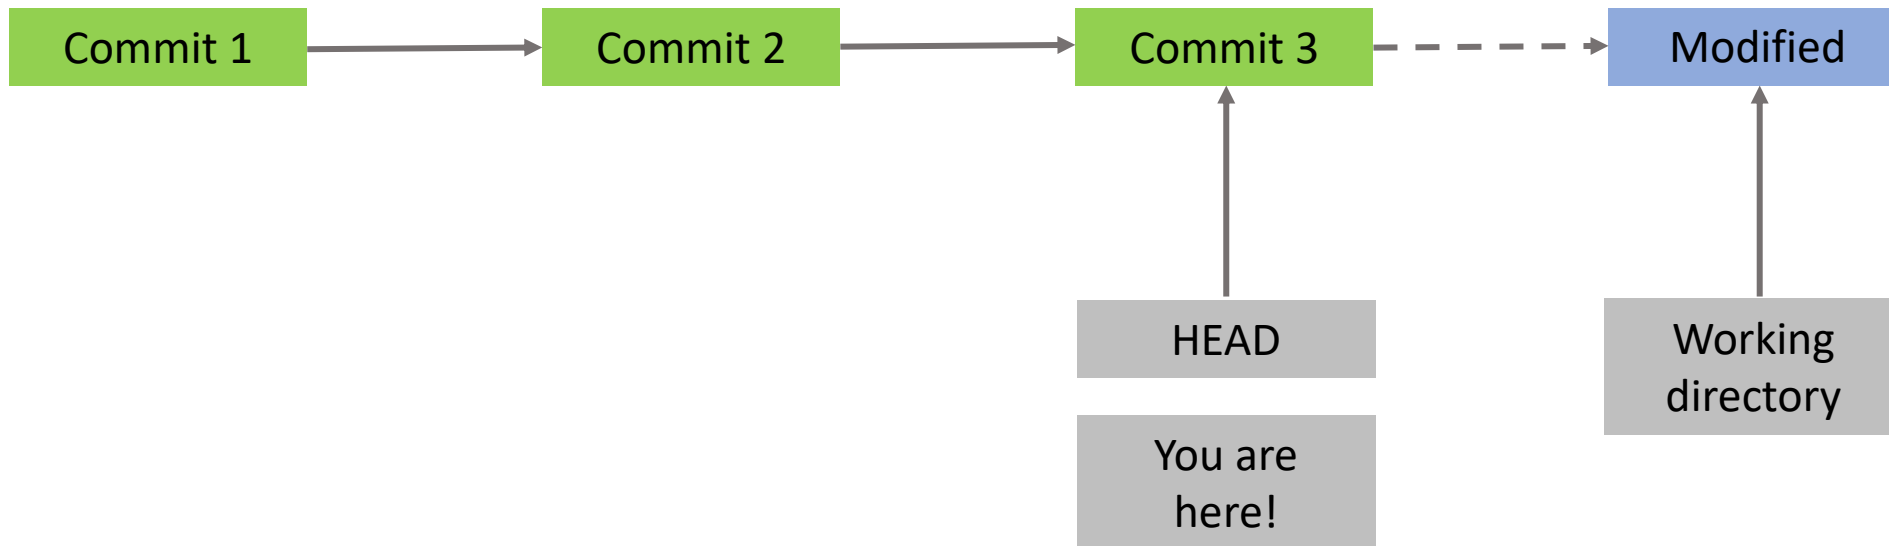 Commit 1
Commit 2
Commit 3
Modified
HEAD
Working
directory
You are
here!